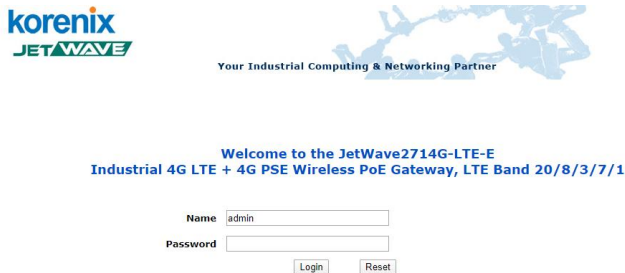 korenix
JETWAVE
Your Industrial Computing & Networking Partner
Welcome to the JetWave2714G-LTE-E
Industrial 4G LTE + 4G PSE Wireless PoE Gateway, LTE Band 20/8/3/7/1
Name admin
Password
Login Reset